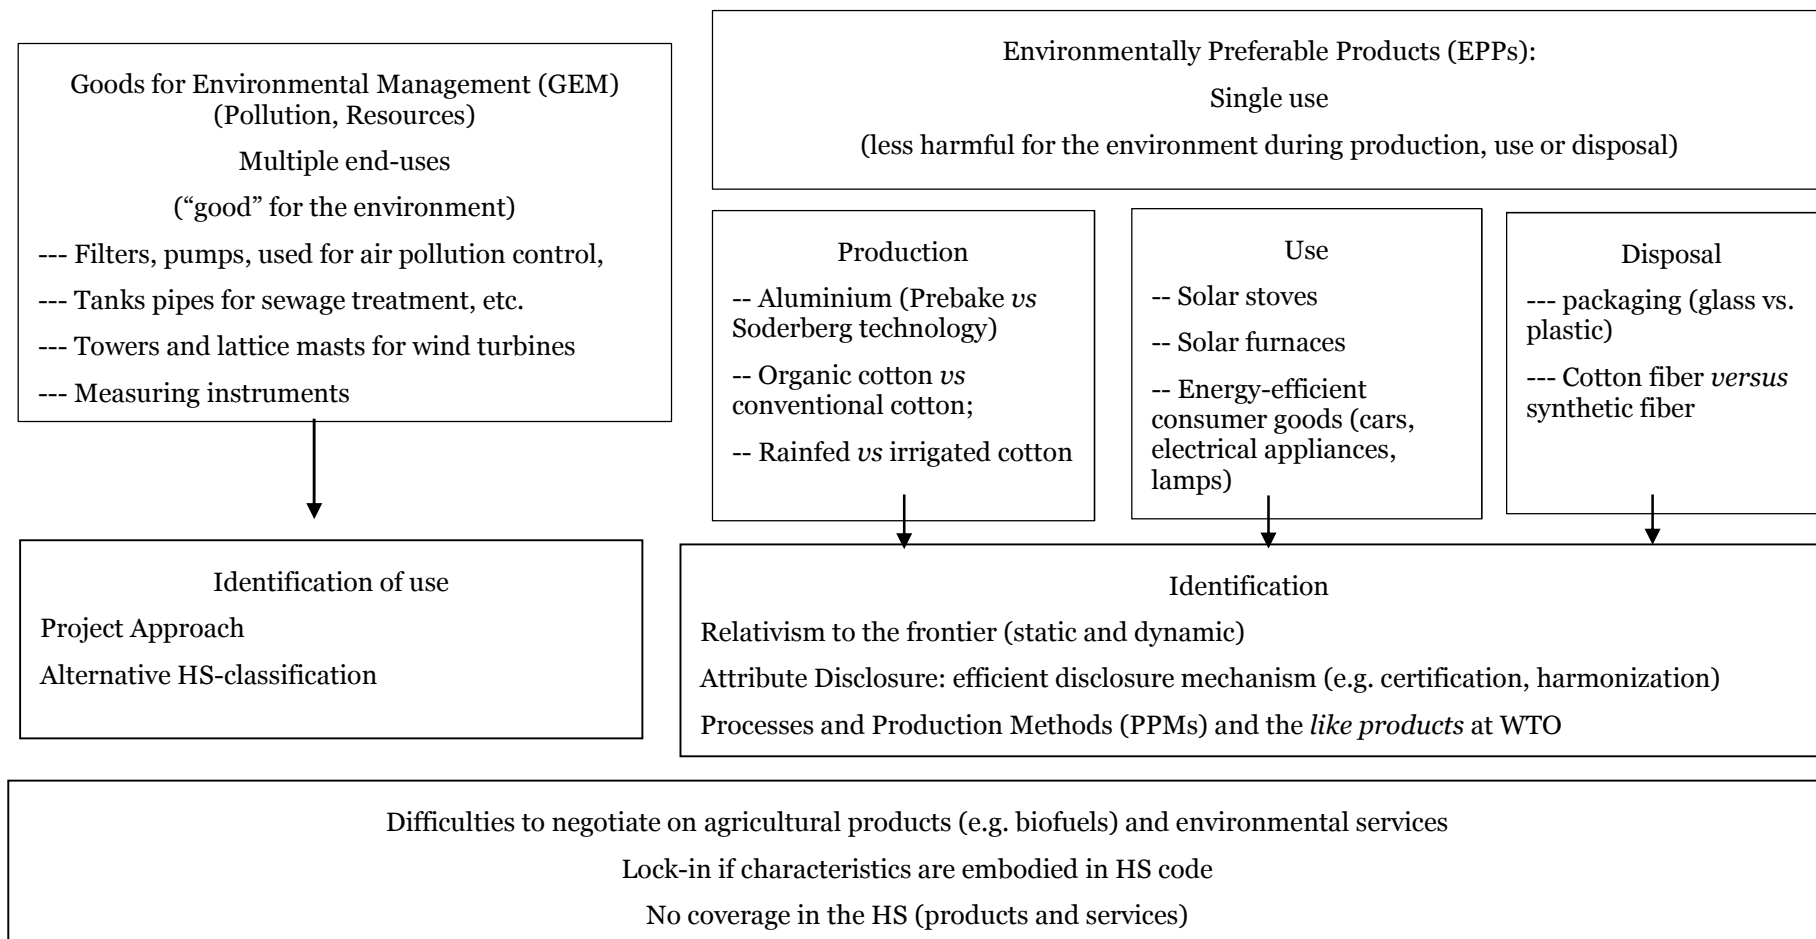 Goods for Environmental Management (GEM)
(Pollution, Resources)
Multiple end-uses
(“good” for the environment)
--- Filters, pumps, used for air pollution control,
--- Tanks pipes for sewage treatment, etc.
--- Towers and lattice masts for wind turbines
--- Measuring instruments
Environmentally Preferable Products (EPPs):
Single use
(less harmful for the environment during production, use or disposal)
Production
-- Aluminium (Prebake vs
Soderberg technology)
-- Organic cotton vs
conventional cotton;
-- Rainfed vs irrigated cotton
Use
-- Solar stoves
-- Solar furnaces
-- Energy-efficient
consumer goods (cars,
electrical appliances,
lamps)
Disposal
--- packaging (glass vs.
plastic)
--- Cotton fiber versus
synthetic fiber
Identification of use
Project Approach
Alternative HS-classification
Identification
Relativism to the frontier (static and dynamic)
Attribute Disclosure: efficient disclosure mechanism (e.g. certification, harmonization)
Processes and Production Methods (PPMs) and the like products at WTO
Difficulties to negotiate on agricultural products (e.g. biofuels) and environmental services
Lock-in if characteristics are embodied in HS code
No coverage in the HS (products and services)